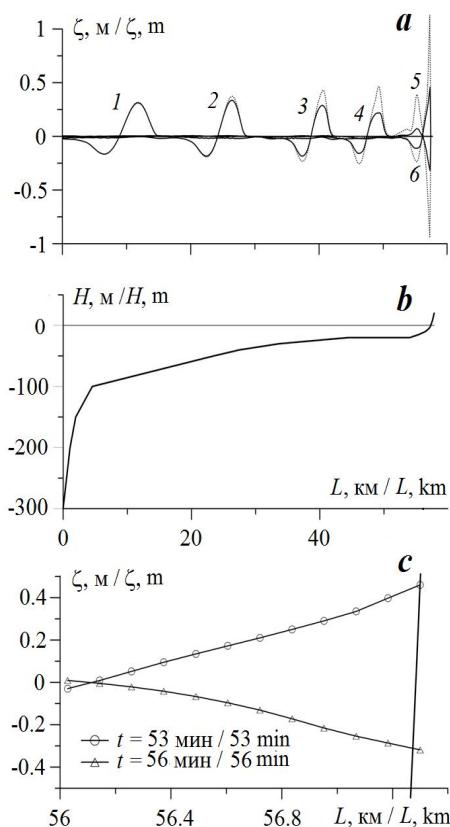 ζ, м / ζ, m
a
1
0.5
0
-0.5
-1
1
2
3
4
5
6
H, м /H, m
b
0
-100
-200
-300
L, км / L, km
0
20
40
ζ, м / ζ, m
c
0.4
0.2
0
-0.2
-0.4
t = 53 мин / 53 min
t = 56 мин / 56 min
56
56.4
56.8
L, км / L, km